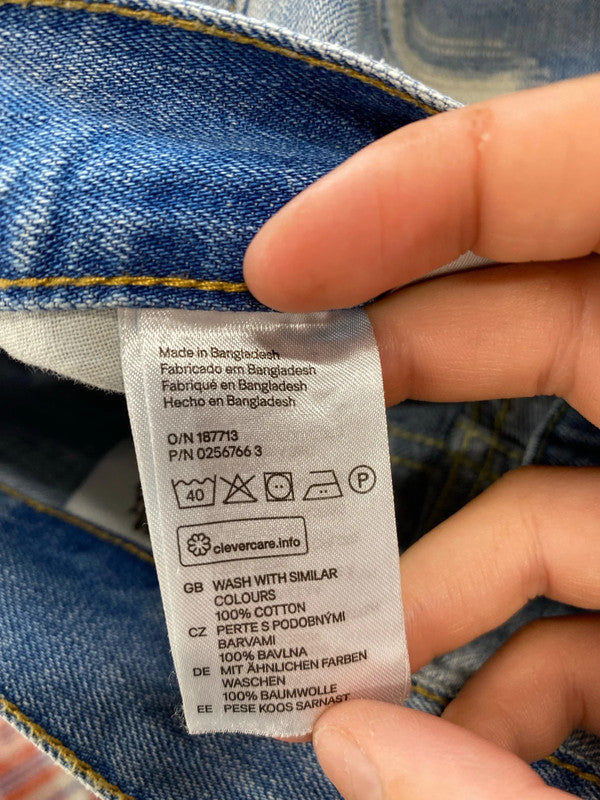 Made in Bangladesh
Fabricado em Bangladesh
Fabriqué en Bangladesh
Hecho en Bangladesh
O/N 187713
P/N 0256766 3
40 P
clevercare.info
GB WASH WITH SIMILAR
COLOURS
100% COTTON
CZ PERTE S PODOBNÝMI
BARVAMI
100% BAVLNA
DE MIT ÄHNLICHEN FARBEN
WASCHEN
100% BAUMWOLLE
EE PESE KOOS SARNAST